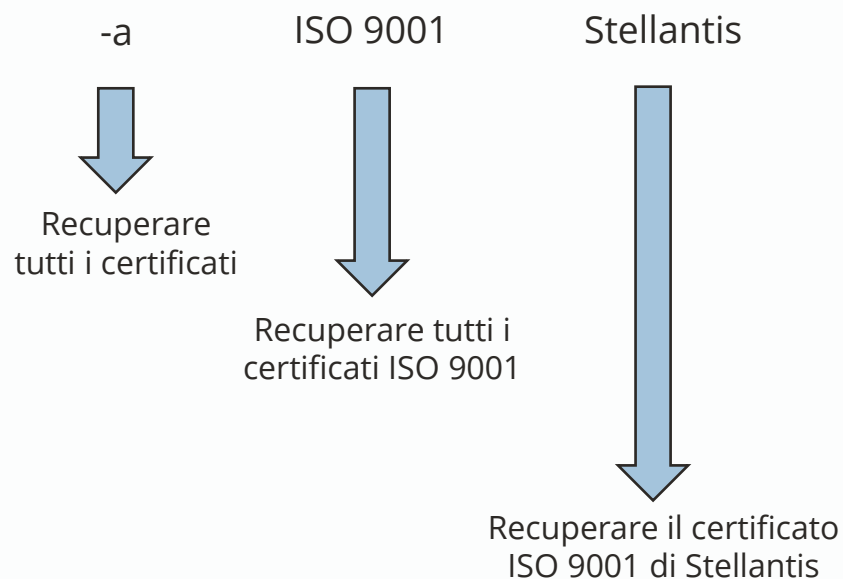 -a
ISO 9001
Stellantis
Recuperare
tutti i certificati
Recuperare tutti i
certificati ISO 9001
Recuperare il certificato
ISO 9001 di Stellantis